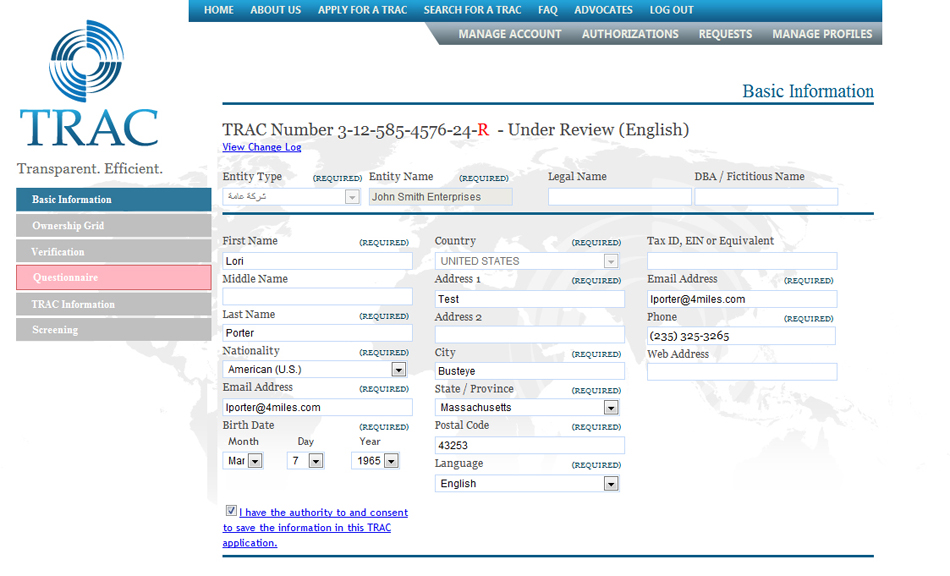 HOME ABOUT US APPLY FOR A TRAC SEARCH FOR A TRAC FAQ ADVOCATES LOG OUT
MANAGE ACCOUNT AUTHORIZATIONS REQUESTS MANAGE PROFILES
TRAC
Transparent. Efficient.
Basic Information
Ownership Grid
Verification
Questionnaire
TRAC Information
Screening
Basic Information
TRAC Number 3-12-585-4576-24-R - Under Review (English)
View Change Log
Entity Type (REQUIRED) Entity Name (REQUIRED) Legal Name DBA / Fictitious Name
شركة عامة John Smith Enterprises
First Name (REQUIRED) Country (REQUIRED) Tax ID, EIN or Equivalent
Lori UNITED STATES
Middle Name Address 1 (REQUIRED) Email Address (REQUIRED)
Test lporter@4miles.com
Last Name (REQUIRED) Address 2 Phone (REQUIRED)
Porter (235) 325-3265
Nationality (REQUIRED) City (REQUIRED) Web Address
American (U.S.) Busteye
Email Address (REQUIRED) State / Province (REQUIRED)
lporter@4miles.com Massachusetts
Birth Date (REQUIRED) Postal Code (REQUIRED)
Month Day Year 43253
Mar 7 1965 Language (REQUIRED)
English
I have the authority to and consent
to save the information in this TRAC
application.